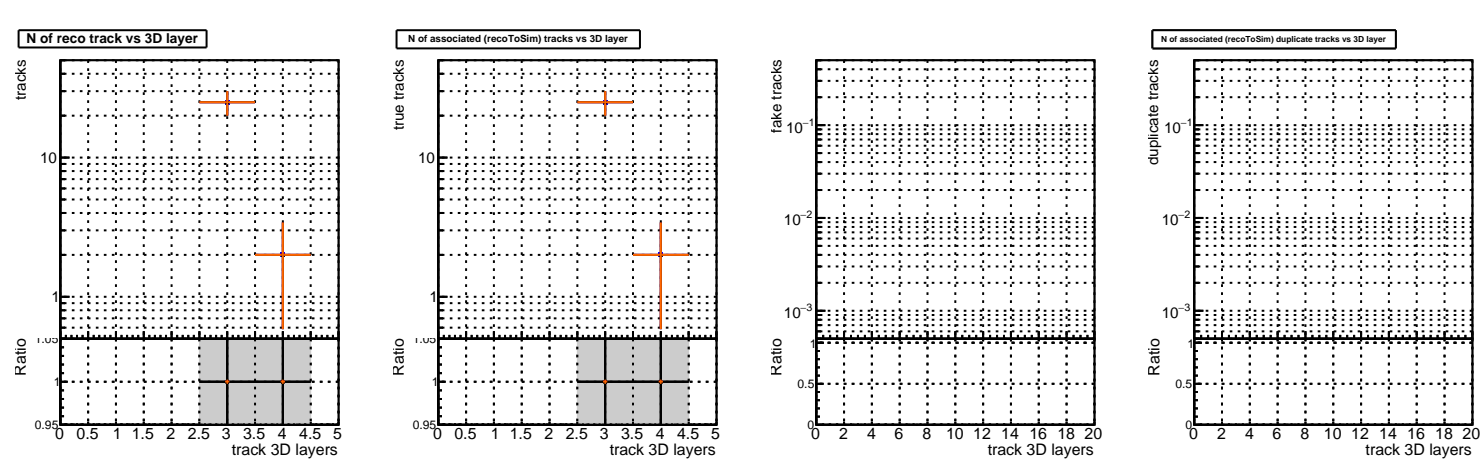 N of reco track vs 3D layer
tracks
10
1
1.05
Ratio
1
0.95
0 0.5 1 1.5 2 2.5 3 3.5 4 4.5 5
track 3D layers
N of associated (recoToSim) tracks vs 3D layer
true tracks
10
1
1.05
Ratio
1
0.95
0 0.5 1 1.5 2 2.5 3 3.5 4 4.5 5
track 3D layers
fake tracks
10−1
10−2
10−3
Ratio
1
0.5
0
0 2 4 6 8 10 12 14 16 18 20
track 3D layers
N of associated (recoToSim) duplicate tracks vs 3D layer
duplicate tracks
10−1
10−2
10−3
Ratio
1
0.5
0
0 2 4 6 8 10 12 14 16 18 20
track 3D layers